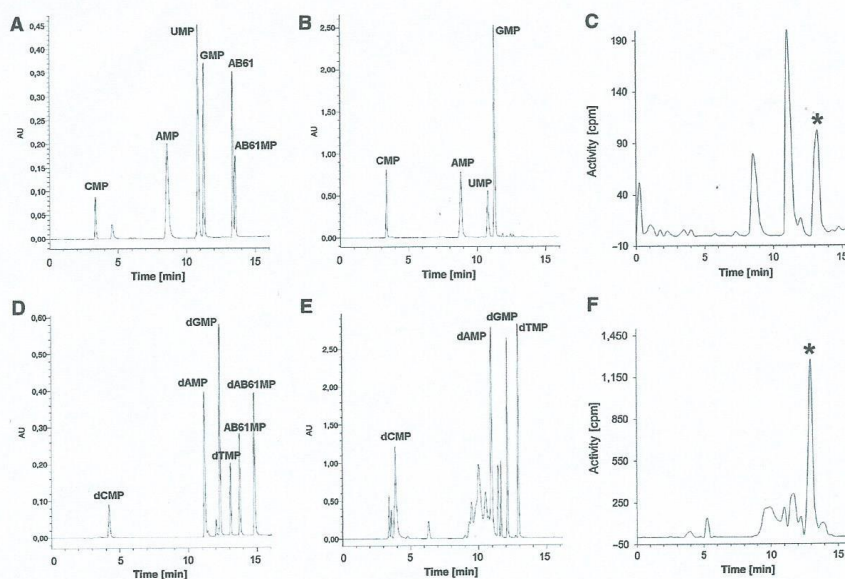 A
AU
0,45
0,40
0,35
0,30
0,25
0,20
0,15
0,10
0,05
0,00
UMP
GMP
AB61
AMP
AB61MP
CMP
5
10
15
Time [min]
B
AU
2,50
2,00
1,50
1,00
0,50
0,00
GMP
CMP
AMP
UMP
5
10
15
Time [min]
C
Activity [cpm]
190
140
90
40
−10
*
0
5
10
15
Time [min]
D
AU
0,60
0,50
0,40
0,30
0,20
0,10
0,00
dGMP
dAMP
dAB61MP
AB61MP
dTMP
dCMP
5
10
15
Time [min]
E
AU
2.50
2.00
1.50
1.00
0.50
0.00
dGMP
dAMP
dTMP
dCMP
5
10
15
Time [min]
F
Activity [cpm]
1,450
1,150
850
550
250
−50
*
0
5
10
15
Time [min]